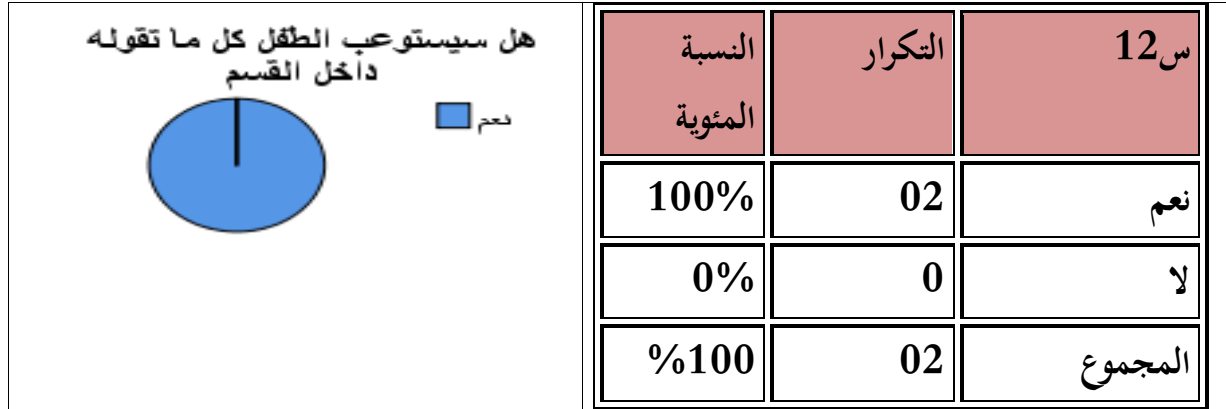 س12 التكرار النسبة المئوية
نعم 02 100%
لا 0 0%
المجموع 02 %100
هل سيستوعب الطفل كل ما تقوله
داخل القسم
نعم